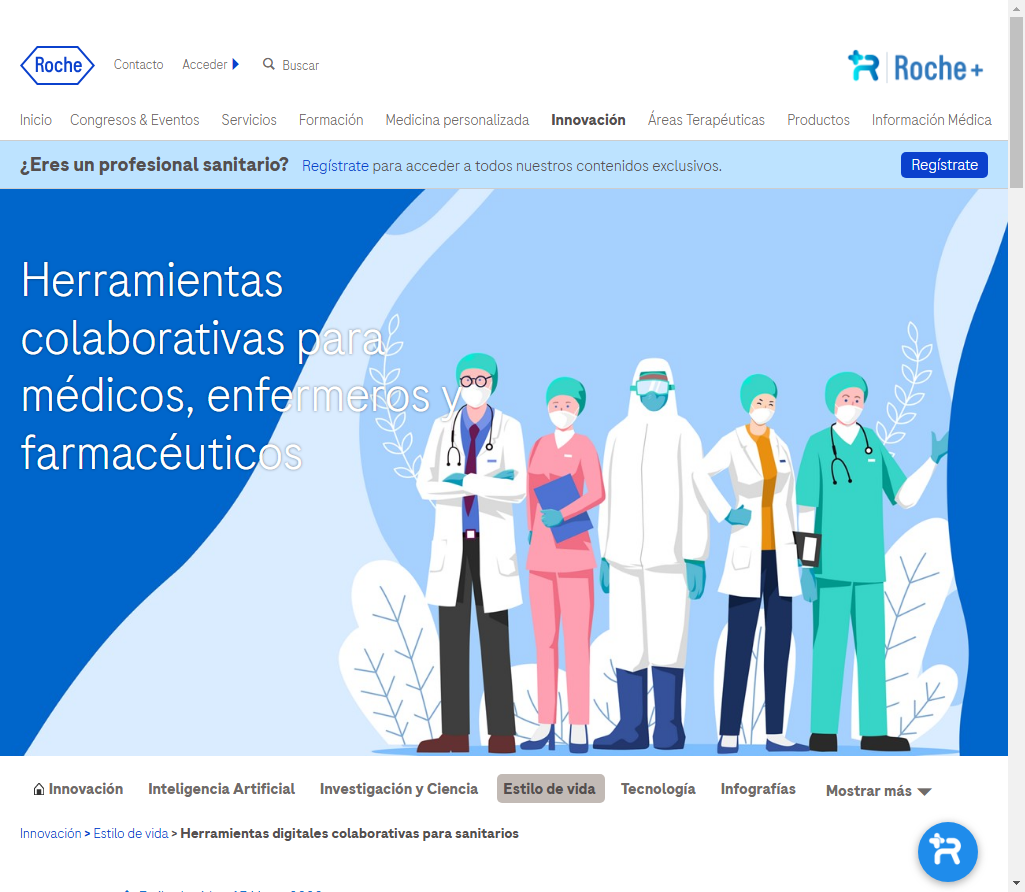 Roche
Contacto
Acceder
Buscar
Roche+
Inicio
Congresos & Eventos
Servicios
Formación
Medicina personalizada
Innovación
Áreas Terapéuticas
Productos
Información Médica
¿Eres un profesional sanitario?
Regístrate para acceder a todos nuestros contenidos exclusivos.
Regístrate
Herramientas
colaborativas para
médicos, enfermeros y
farmacéuticos
Innovación
Inteligencia Artificial
Investigación y Ciencia
Estilo de vida
Tecnología
Infografías
Mostrar más
Innovación > Estilo de vida > Herramientas digitales colaborativas para sanitarios